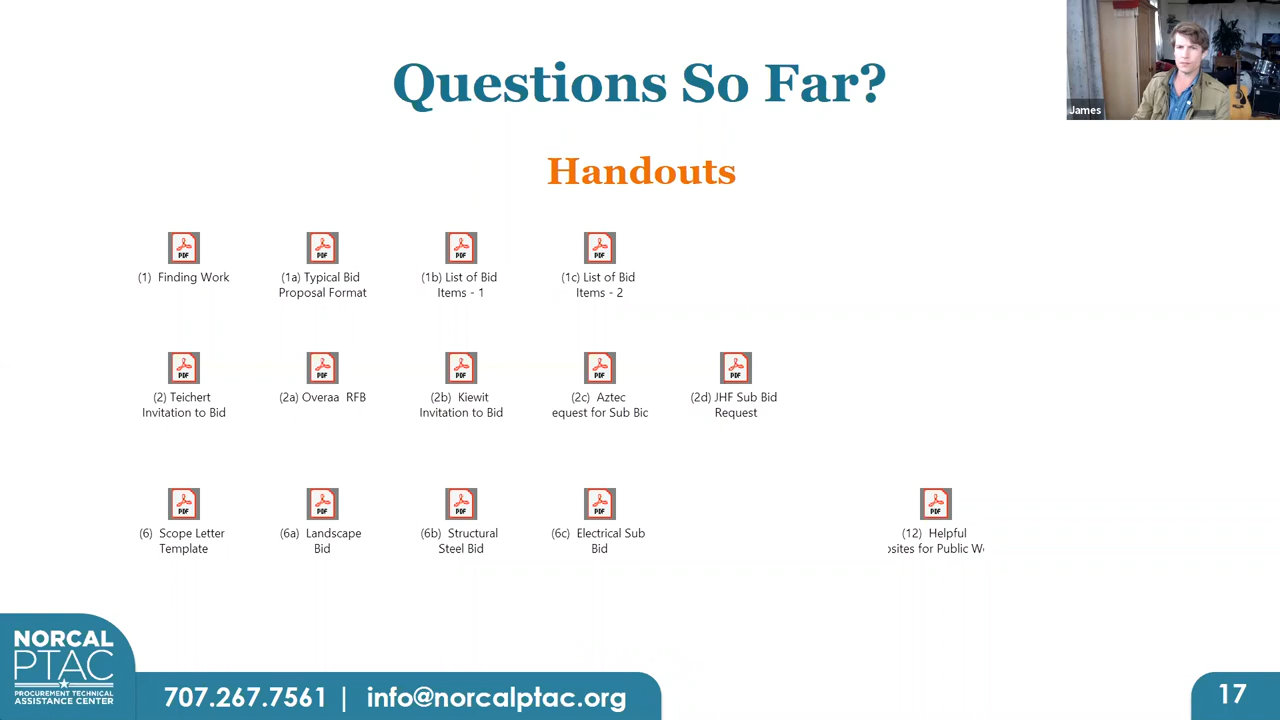 Questions So Far?
James
Handouts
PDF PDF PDF PDF
(1) Finding Work
(1a) Typical Bid
Proposal Format
(1b) List of Bid
Items - 1
(1c) List of Bid
Items - 2
PDF PDF PDF PDF PDF
(2) Teichert
Invitation to Bid
(2a) Overaa RFB
(2b) Kiewit
Invitation to Bid
(2c) Aztec
equest for Sub Bic
(2d) JHF Sub Bid
Request
PDF PDF PDF PDF PDF
(6) Scope Letter
Template
(6a) Landscape
Bid
(6b) Structural
Steel Bid
(6c) Electrical Sub
Bid
(12) Helpful
osites for Public We
NORCAL
PTAC
PROCUREMENT TECHNICAL
ASSISTANCE CENTER
707.267.7561 | info@norcalptac.org
17